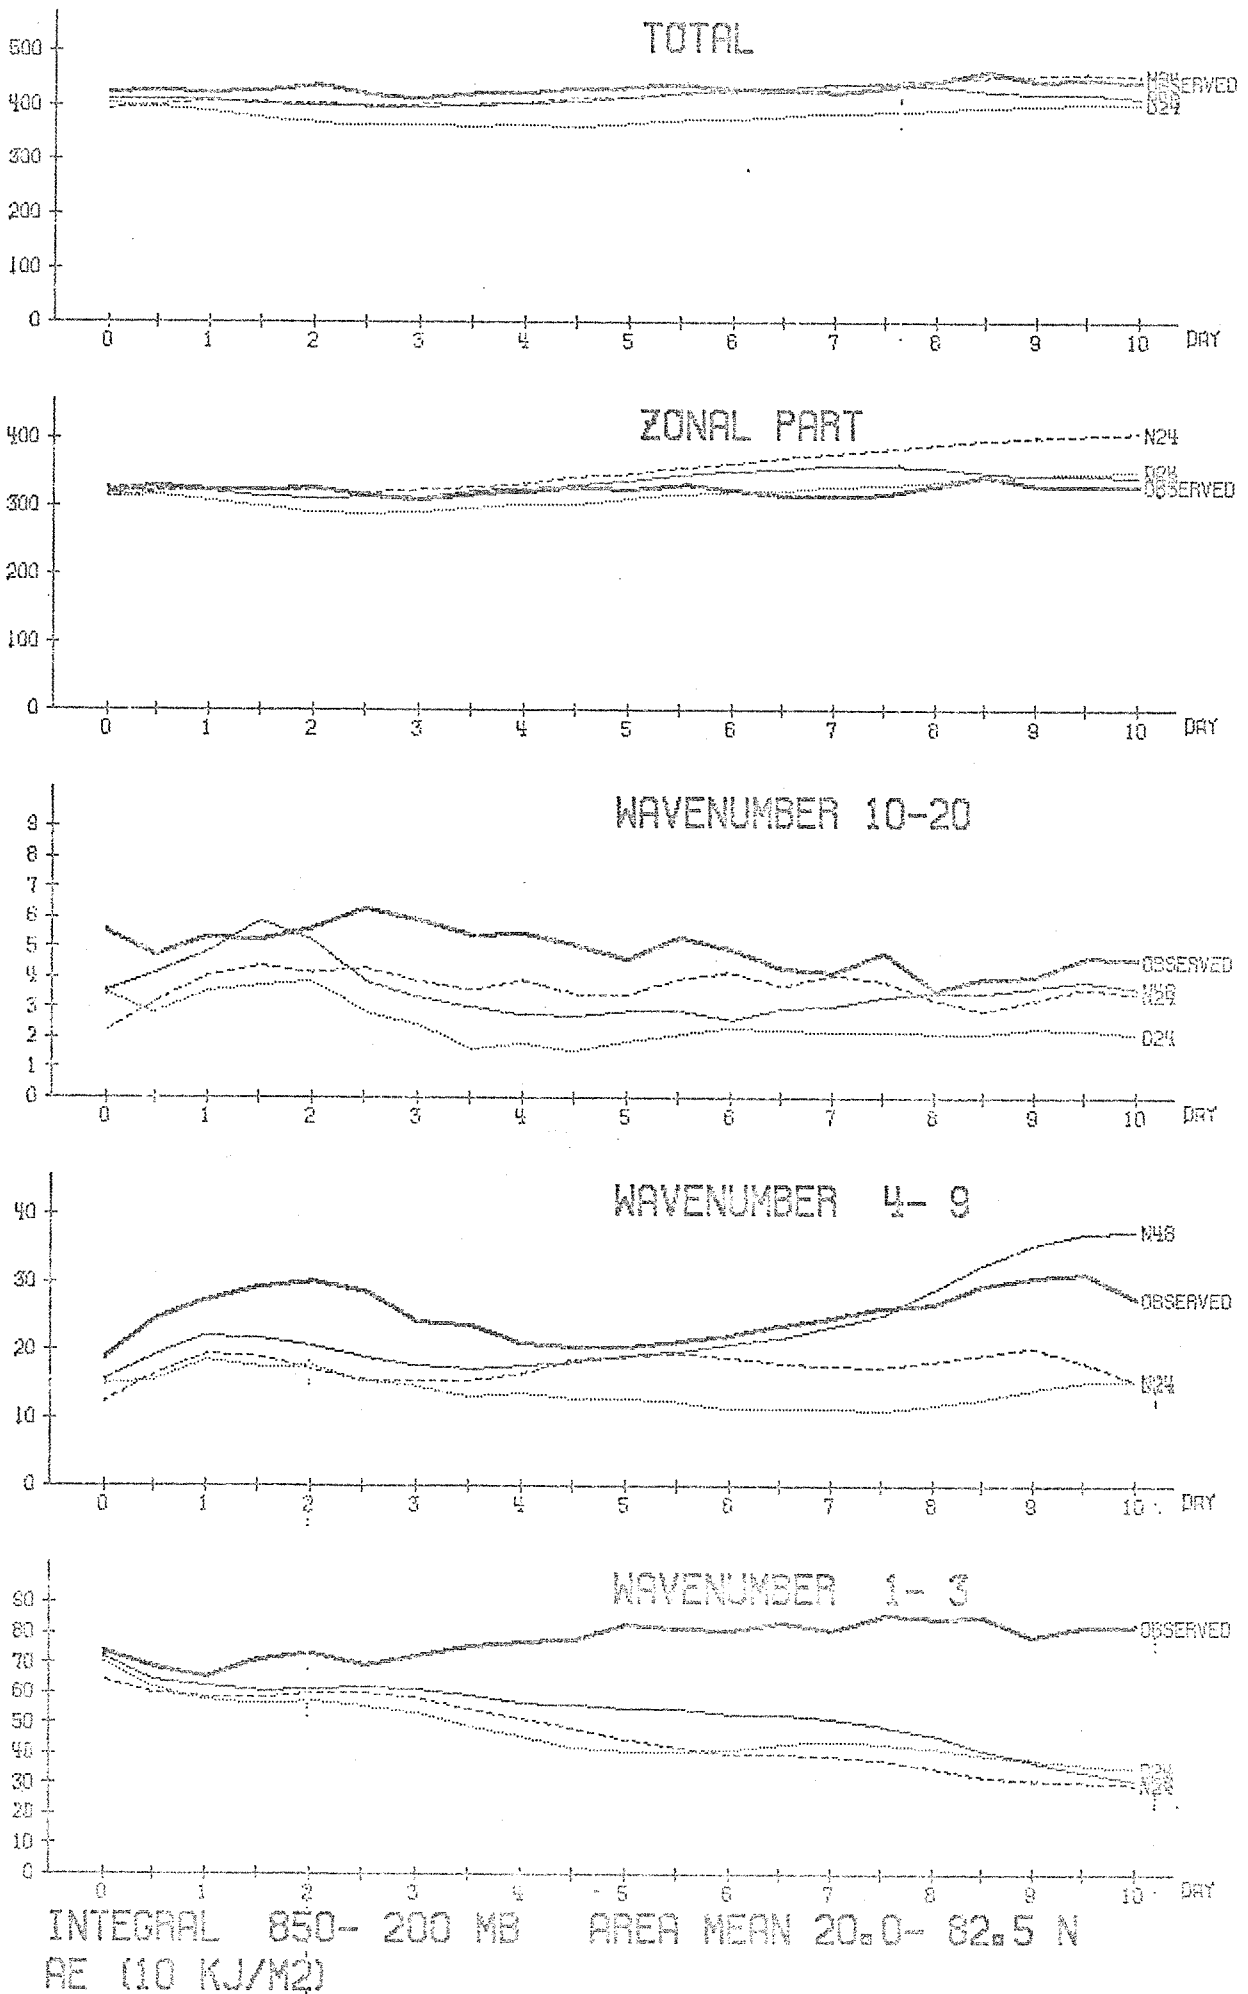 TOTAL
500
400
300
200
100
0
OBSERVED
D24
0 1 2 3 4 5 6 7 8 9 10 DAY
ZONAL PART
400
300
200
100
0
N24
OBSERVED
0 1 2 3 4 5 6 7 8 9 10 DAY
WAVENUMBER 10-20
9
8
7
6
5
4
3
2
1
0
OBSERVED
N48
N24
D24
0 1 2 3 4 5 6 7 8 9 10 DAY
WAVENUMBER 4- 9
40
30
20
10
0
N48
OBSERVED
N24
0 1 2 3 4 5 6 7 8 9 10 DAY
WAVENUMBER 1- 3
90
80
70
60
50
40
30
20
10
0
OBSERVED
D24
0 1 2 3 4 5 6 7 8 9 10 DAY
INTEGRAL 850- 200 MB AREA MEAN 20.0- 82.5 N
AE (10 KJ/M2)